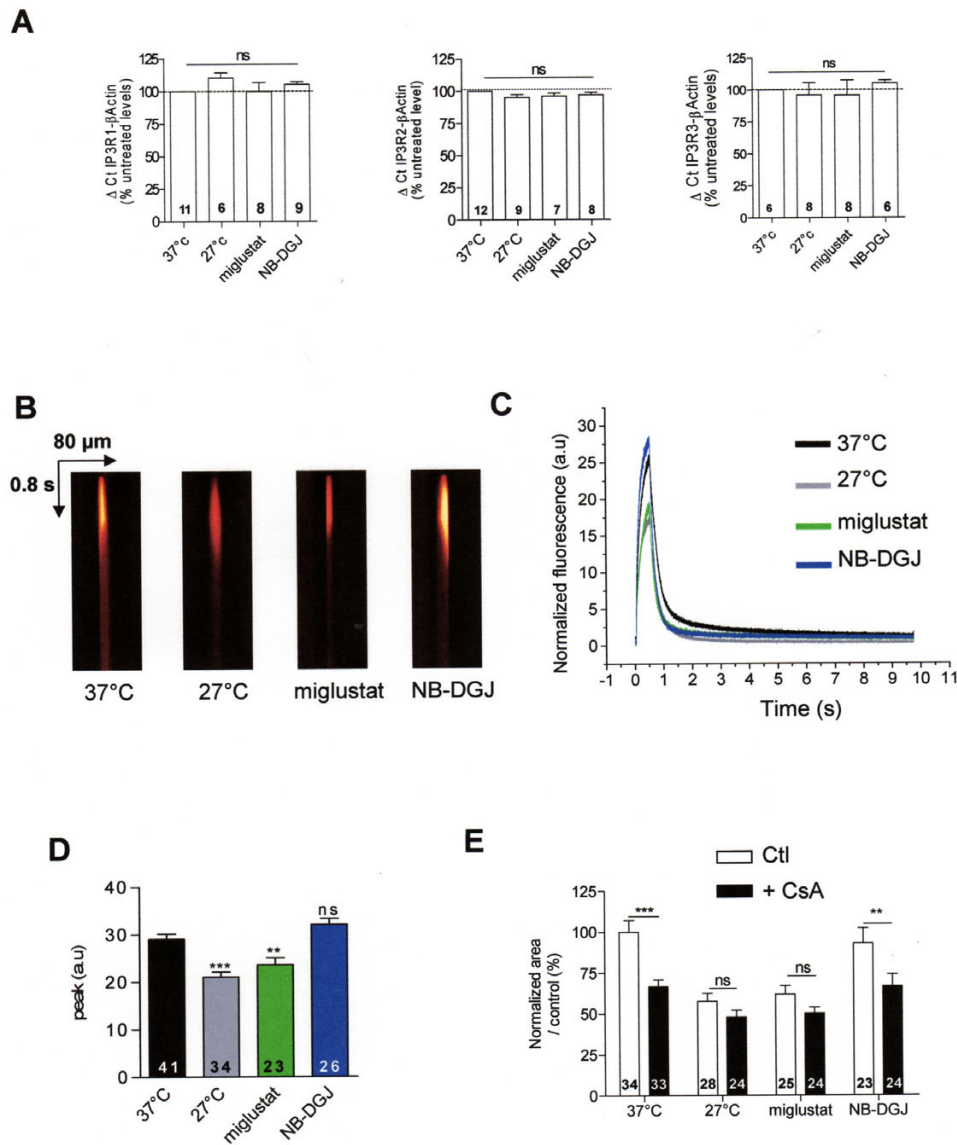 A
ns
ns
ns
Δ Ct IP3R1-βActin
(% untreated levels)
125
100
75
50
25
0
11
6
8
9
37°c
27°c
miglustat
NB-DGJ
Δ Ct IP3R2-βActin
(% untreated levels)
125
100
75
50
25
0
12
9
7
8
37°C
27°C
miglustat
NB-DGJ
Δ Ct IP3R3-βActin
(% untreated levels)
125
100
75
50
25
0
6
8
8
6
37°c
27°c
miglustat
NB-DGJ
B
80 µm
0.8 s
37°C
27°C
miglustat
NB-DGJ
C
Normalized fluorescence (a.u)
30
25
20
15
10
5
0
-1 0 1 2 3 4 5 6 7 8 9 10 11
Time (s)
37°C
27°C
miglustat
NB-DGJ
D
peak (a.u)
40
30
20
10
0
***
**
ns
41
34
23
26
37°C
27°C
miglustat
NB-DGJ
E
Ctl
+ CsA
Normalized area
/ control (%)
125
100
75
50
25
0
***
ns
ns
**
34 33 28 24 25 24 23 24
37°C
27°C
miglustat
NB-DGJ